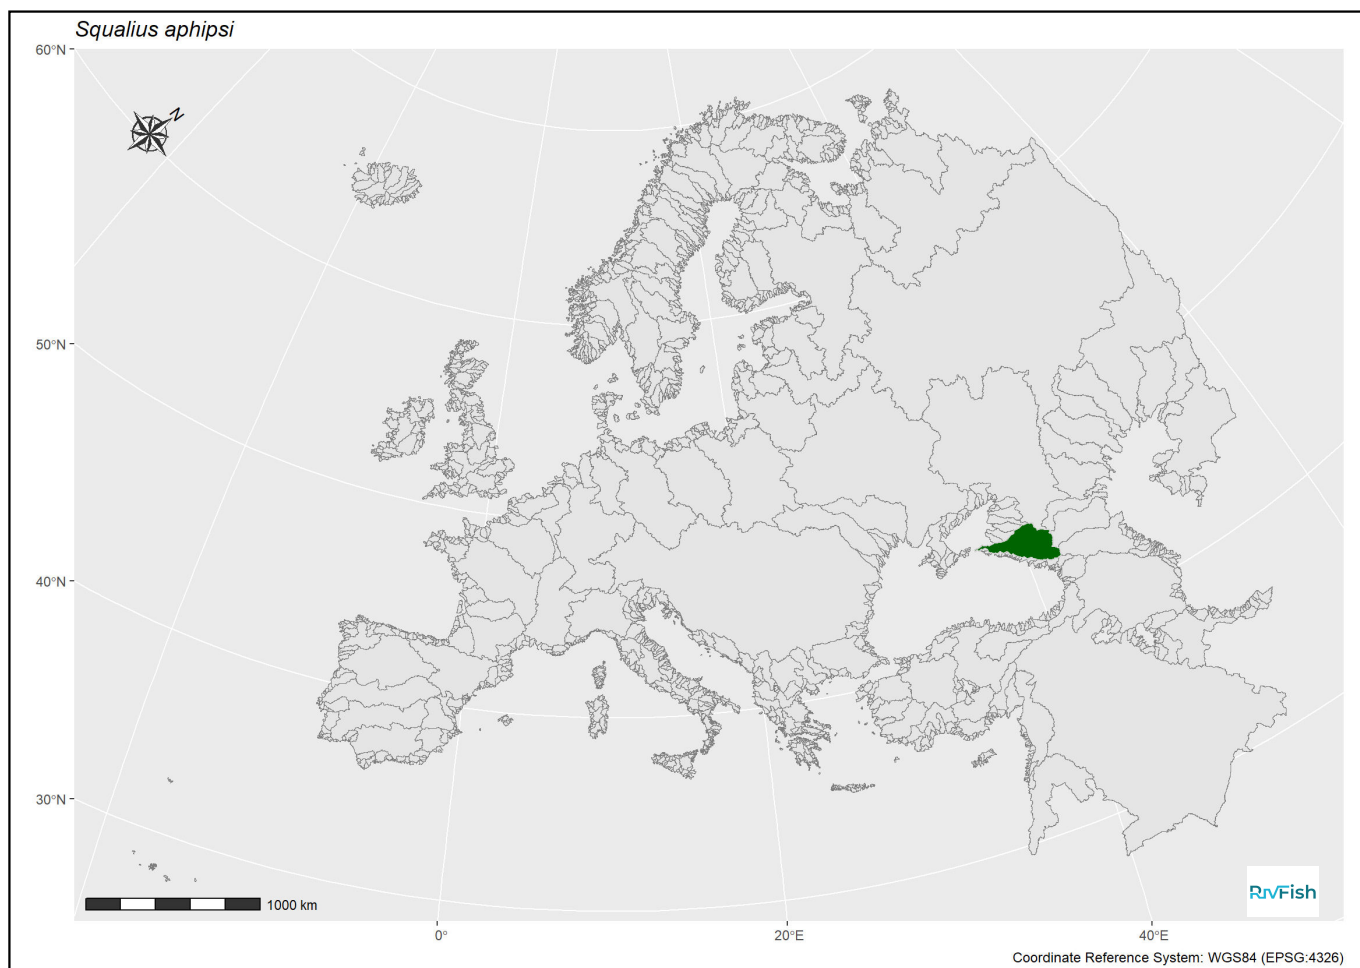 Squalius aphipsi
60°N
N
50°N
40°N
30°N
1000 km
RivFish
0°
20°E
40°E
Coordinate Reference System: WGS84 (EPSG:4326)